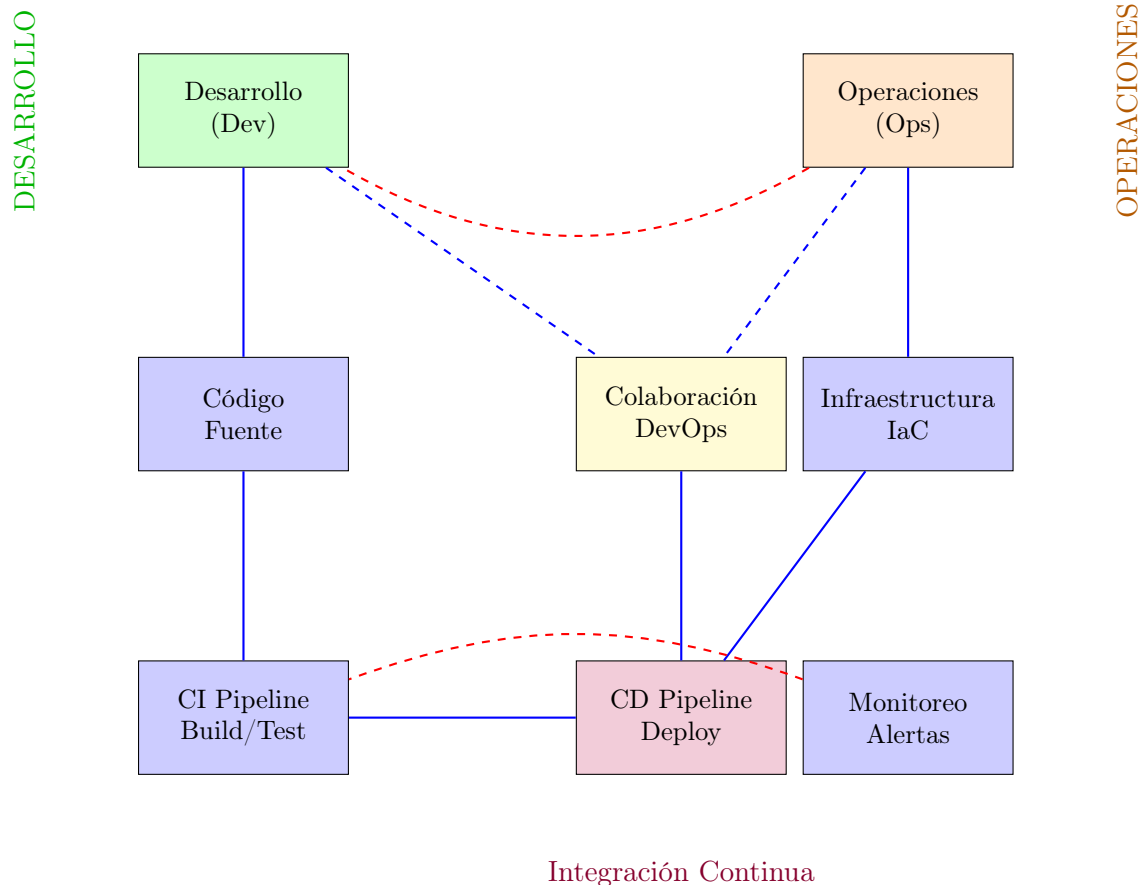 DESARROLLO
OPERACIONES
Desarrollo
(Dev)
Operaciones
(Ops)
Código
Fuente
Colaboración
DevOps
Infraestructura
IaC
CI Pipeline
Build/Test
CD Pipeline
Deploy
Monitoreo
Alertas
Integración Continua